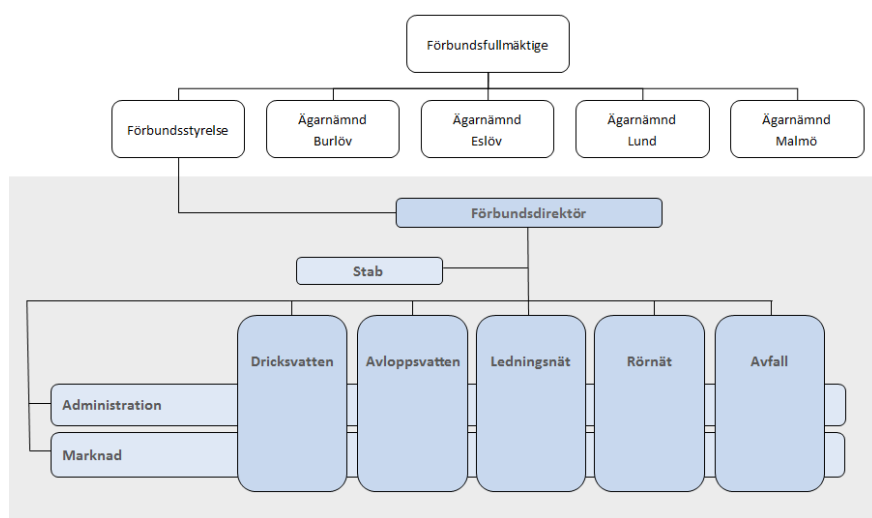 Förbundsfullmäktige
Förbundsstyrelse
Ägarnämnd
Burlöv
Ägarnämnd
Eslöv
Ägarnämnd
Lund
Ägarnämnd
Malmö
Förbundsdirektör
Stab
Dricksvatten
Avloppsvatten
Ledningsnät
Rörnät
Avfall
Administration
Marknad